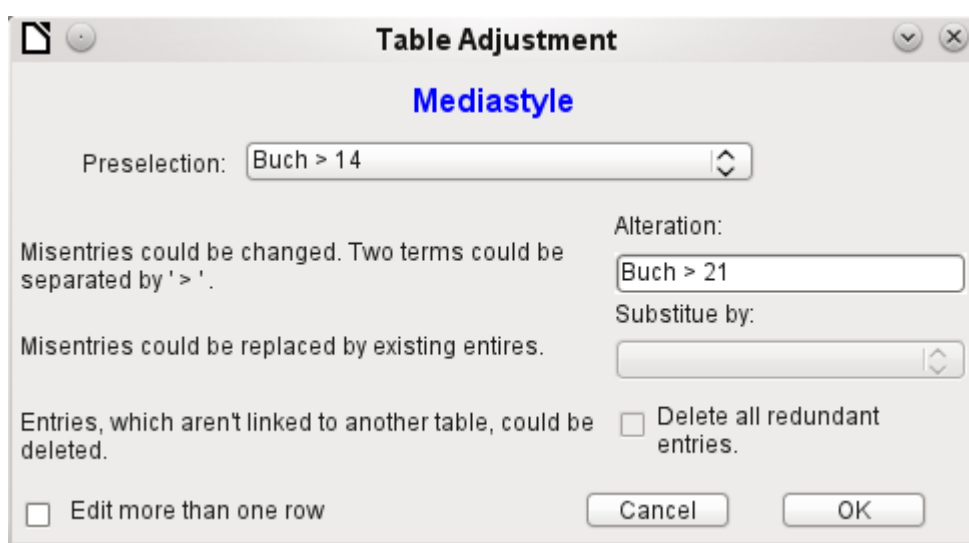 Table Adjustment
Mediastyle
Preselection: Buch > 14
Alteration:
Misentries could be changed. Two terms could be
separated by ' > '.
Buch > 21
Substitue by:
Misentries could be replaced by existing entires.
Entries, which aren't linked to another table, could be
deleted.
Delete all redundant
entries.
Edit more than one row
Cancel
OK